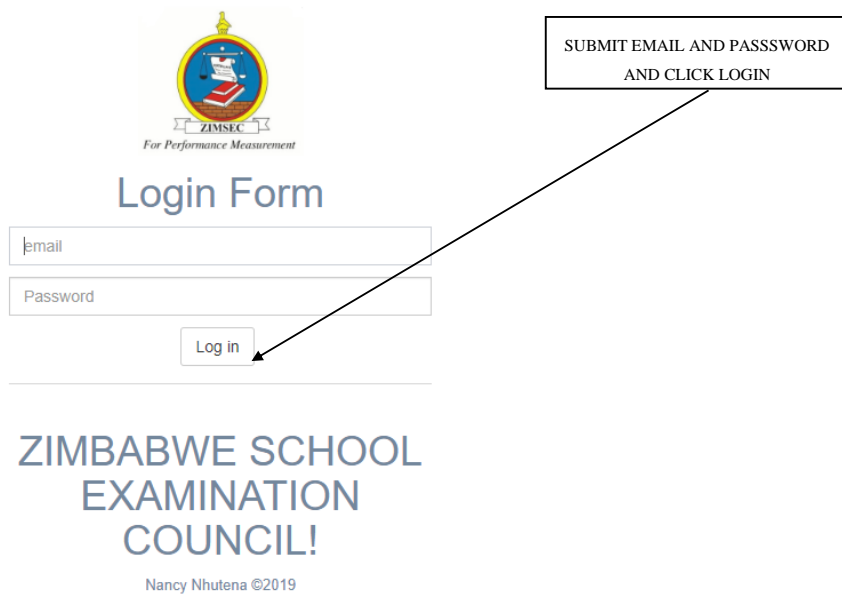 ZIMSEC
For Performance Measurement
SUBMIT EMAIL AND PASSSWORD
AND CLICK LOGIN
Login Form
email
Password
Log in
ZIMBABWE SCHOOL
EXAMINATION
COUNCIL!
Nancy Nhutena ©2019